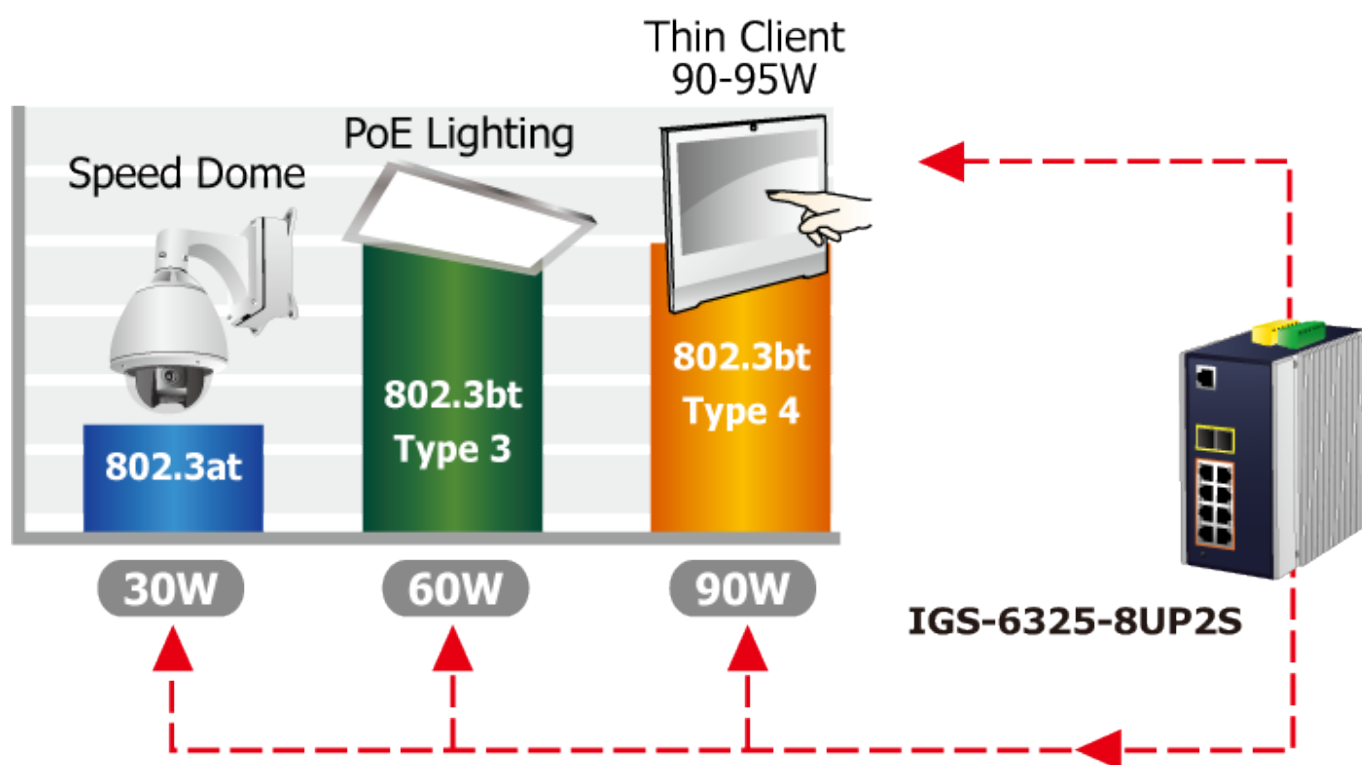 Thin Client
90-95W
PoE Lighting
Speed Dome
802.3at
802.3bt
Type 3
802.3bt
Type 4
30W
60W
90W
IGS-6325-8UP2S